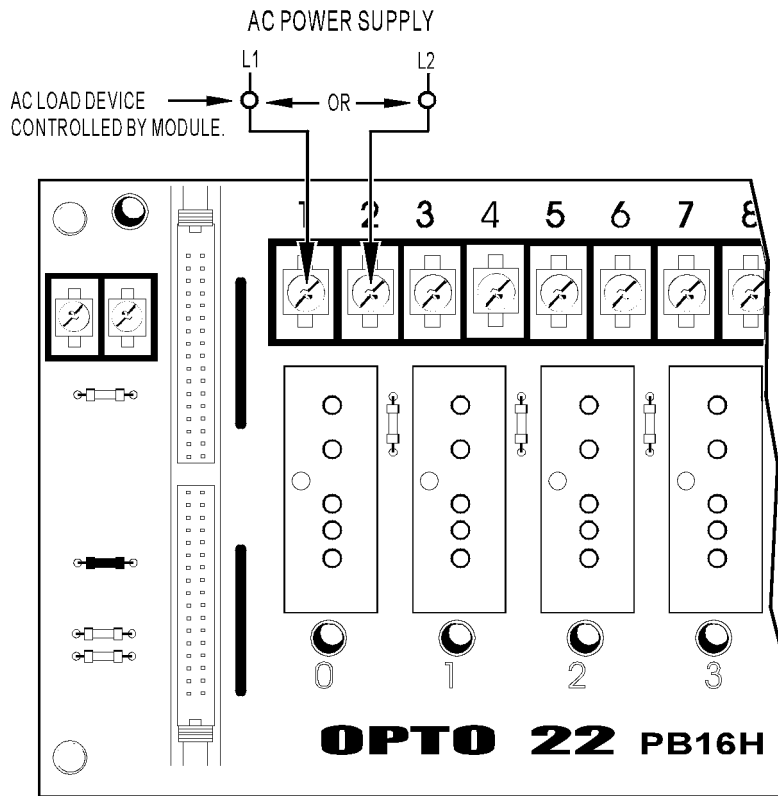 AC POWER SUPPLY
L1 L2
AC LOAD DEVICE
CONTROLLED BY MODULE.
OR
1 2 3 4 5 6 7 8
0 1 2 3
OPTO 22 PB16H